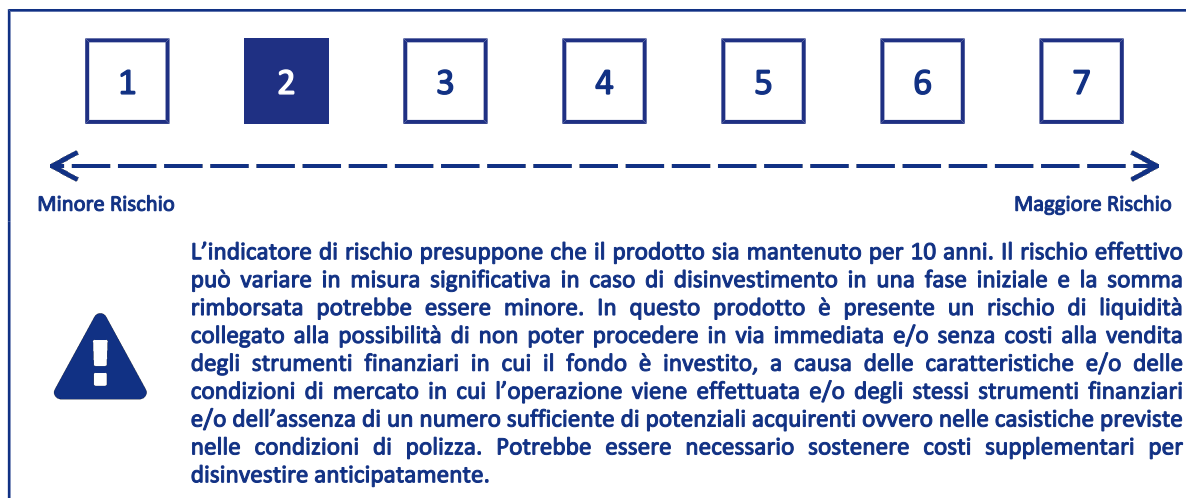 1 2 3 4 5 6 7
Minore Rischio Maggiore Rischio
L’indicatore di rischio presuppone che il prodotto sia mantenuto per 10 anni. Il rischio effettivo
può variare in misura significativa in caso di disinvestimento in una fase iniziale e la somma
rimborsata potrebbe essere minore. In questo prodotto è presente un rischio di liquidità
collegato alla possibilità di non poter procedere in via immediata e/o senza costi alla vendita
degli strumenti finanziari in cui il fondo è investito, a causa delle caratteristiche e/o delle
condizioni di mercato in cui l’operazione viene effettuata e/o degli stessi strumenti finanziari
e/o dell’assenza di un numero sufficiente di potenziali acquirenti ovvero nelle casistiche previste
nelle condizioni di polizza. Potrebbe essere necessario sostenere costi supplementari per
disinvestire anticipatamente.